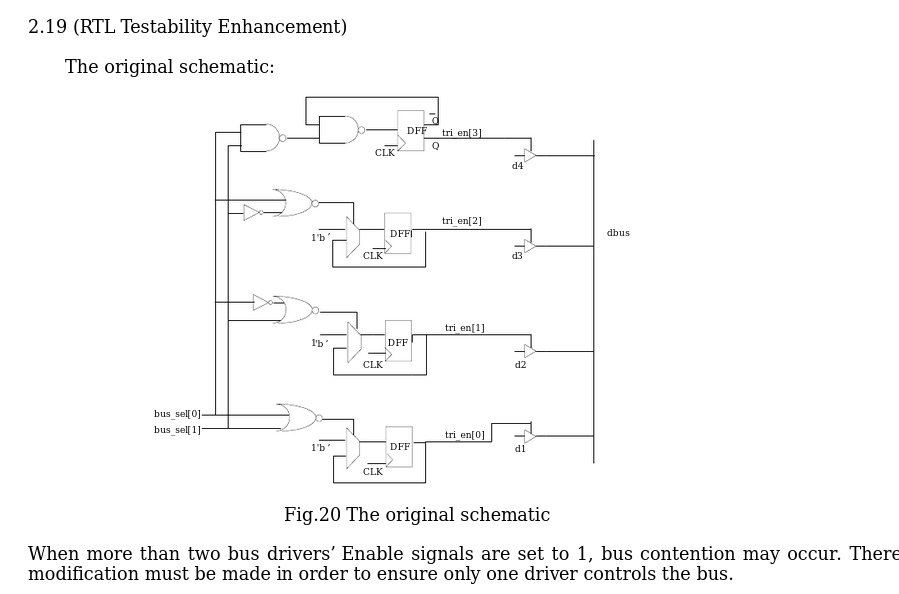 2.19 (RTL Testability Enhancement)
The original schematic:
Q
DFF
tri_en[3]
CLK
Q
d4
tri_en[2]
dbus
1'b ′
DFF
CLK
d3
tri_en[1]
1'b ′
DFF
CLK
d2
bus_sel[0]
bus_sel[1]
tri_en[0]
1'b ′
DFF
CLK
d1
Fig.20 The original schematic
When more than two bus drivers’ Enable signals are set to 1, bus contention may occur. There
modification must be made in order to ensure only one driver controls the bus.